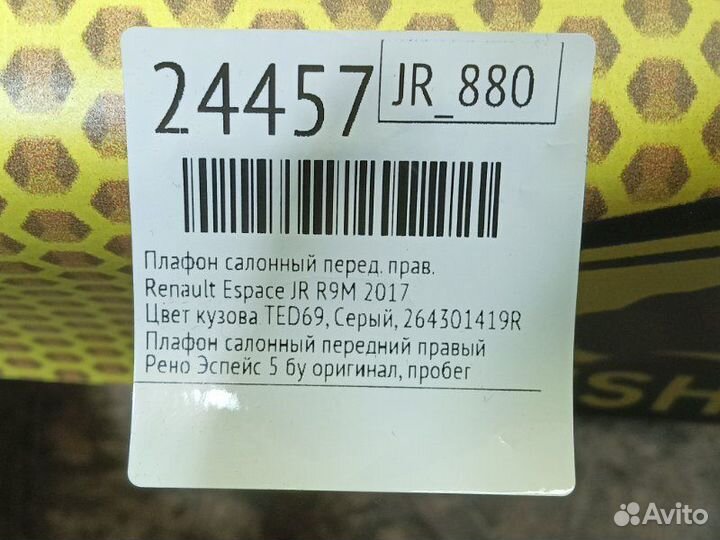 24457
JR_880
Плафон салонный перед. прав.
Renault Espace JR R9M 2017
Цвет кузова TED69, Серый, 264301419R
Плафон салонный передний правый
Рено Эспейс 5 бу оригинал, пробег
SH
Avito